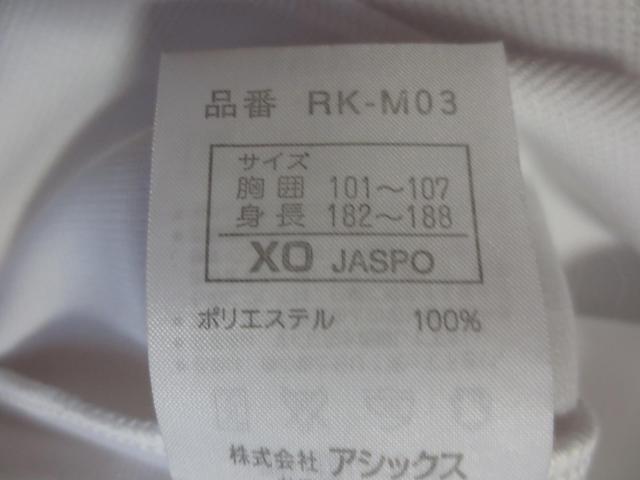 品番 RK-M03
サイズ
胸囲 101〜107
身長 182〜188
XO JASPO
ポリエステル 100%
株式会社 アシックス